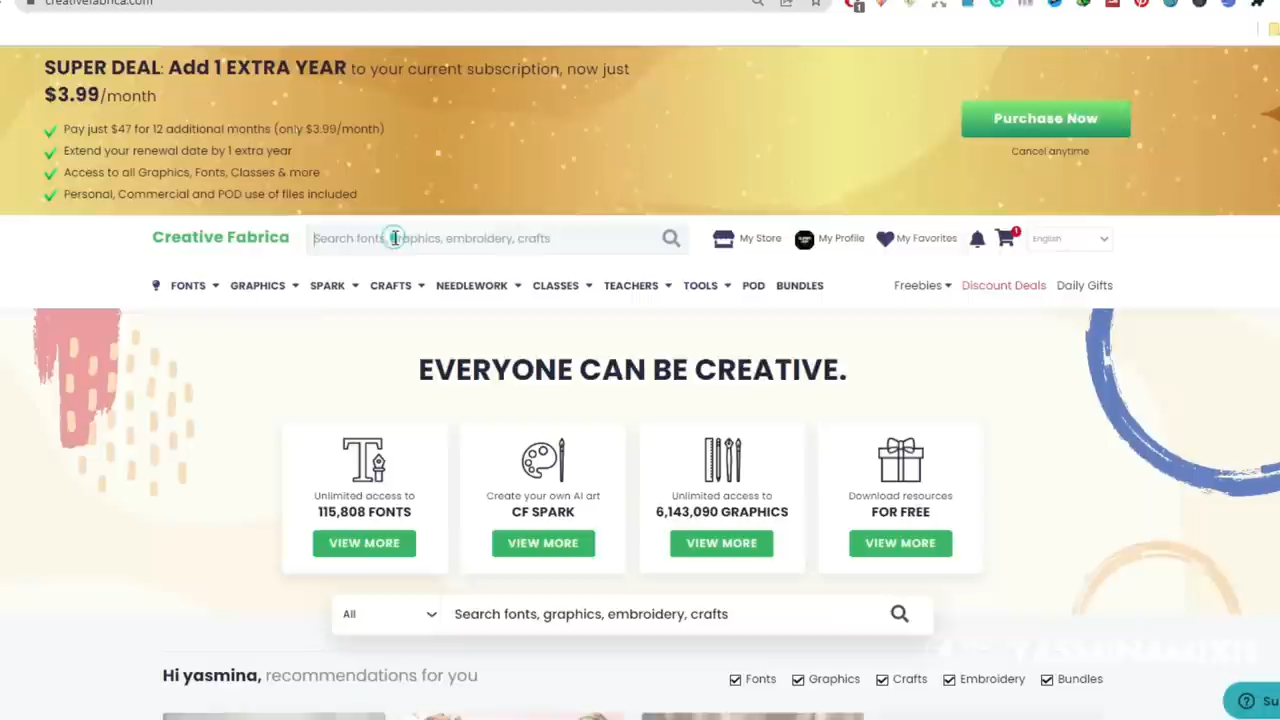 creativefabrica.com
1
SUPER DEAL: Add 1 EXTRA YEAR to your current subscription, now just
$3.99/month
Pay just $47 for 12 additional months (only $3.99/month)
Extend your renewal date by 1 extra year
Access to all Graphics, Fonts, Classes & more
Personal, Commercial and POD use of files included
Purchase Now
Cancel anytime
Creative Fabrica
Search fonts, graphics, embroidery, crafts
My Store
My Profile
My Favorites
1
English
FONTS GRAPHICS SPARK CRAFTS NEEDLEWORK CLASSES TEACHERS TOOLS POD BUNDLES
Freebies Discount Deals Daily Gifts
EVERYONE CAN BE CREATIVE.
Unlimited access to
115,808 FONTS
VIEW MORE
Create your own AI art
CF SPARK
VIEW MORE
Unlimited access to
6,143,090 GRAPHICS
VIEW MORE
Download resources
FOR FREE
VIEW MORE
All
Search fonts, graphics, embroidery, crafts
Hi yasmina, recommendations for you
Fonts Graphics Crafts Embroidery Bundles
Su